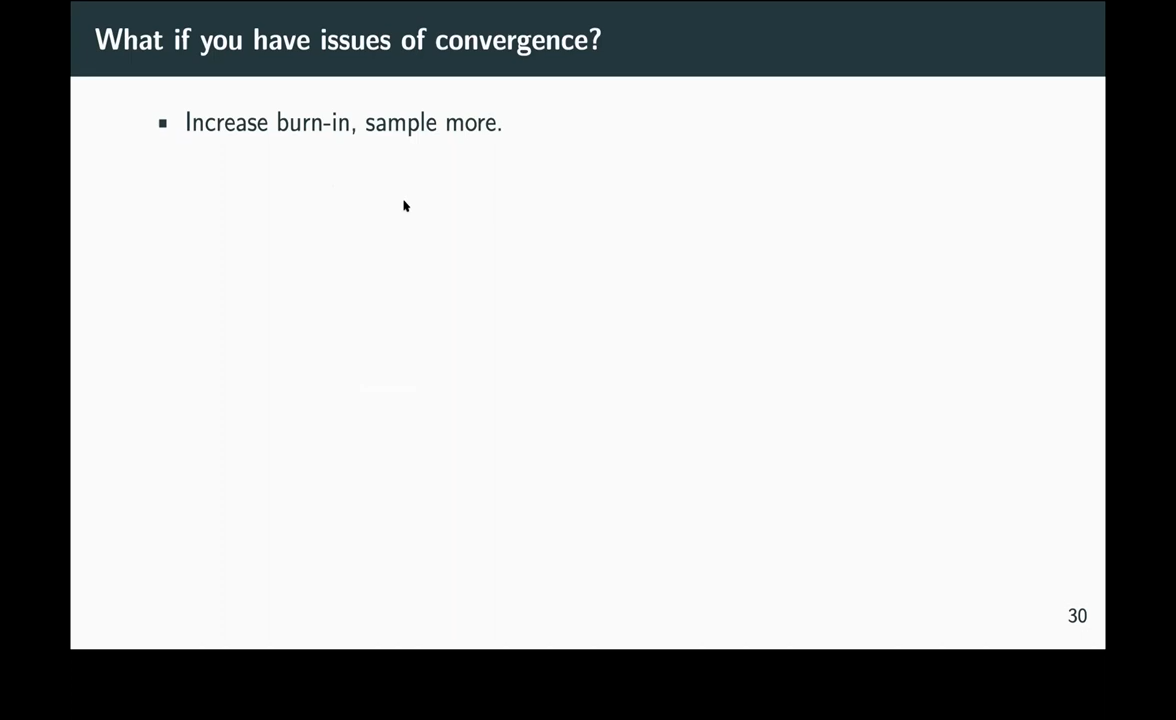 What if you have issues of convergence?
▪ Increase burn-in, sample more.
30